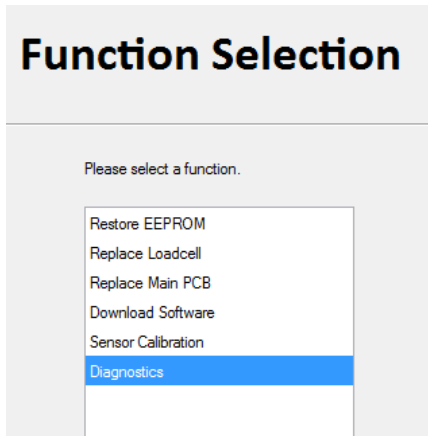 Function Selection
Please select a function.
Restore EEPROM
Replace Loadcell
Replace Main PCB
Download Software
Sensor Calibration
Diagnostics